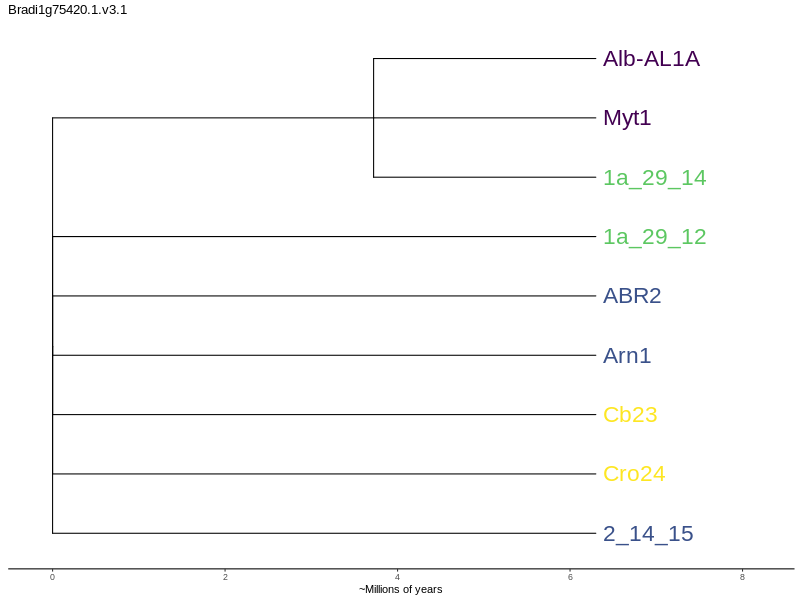 Bradi1g75420.1.v3.1
Alb-AL1A
Myt1
1a_29_14
1a_29_12
ABR2
Arn1
Cb23
Cro24
2_14_15
0 2 4 6 8
~Millions of years